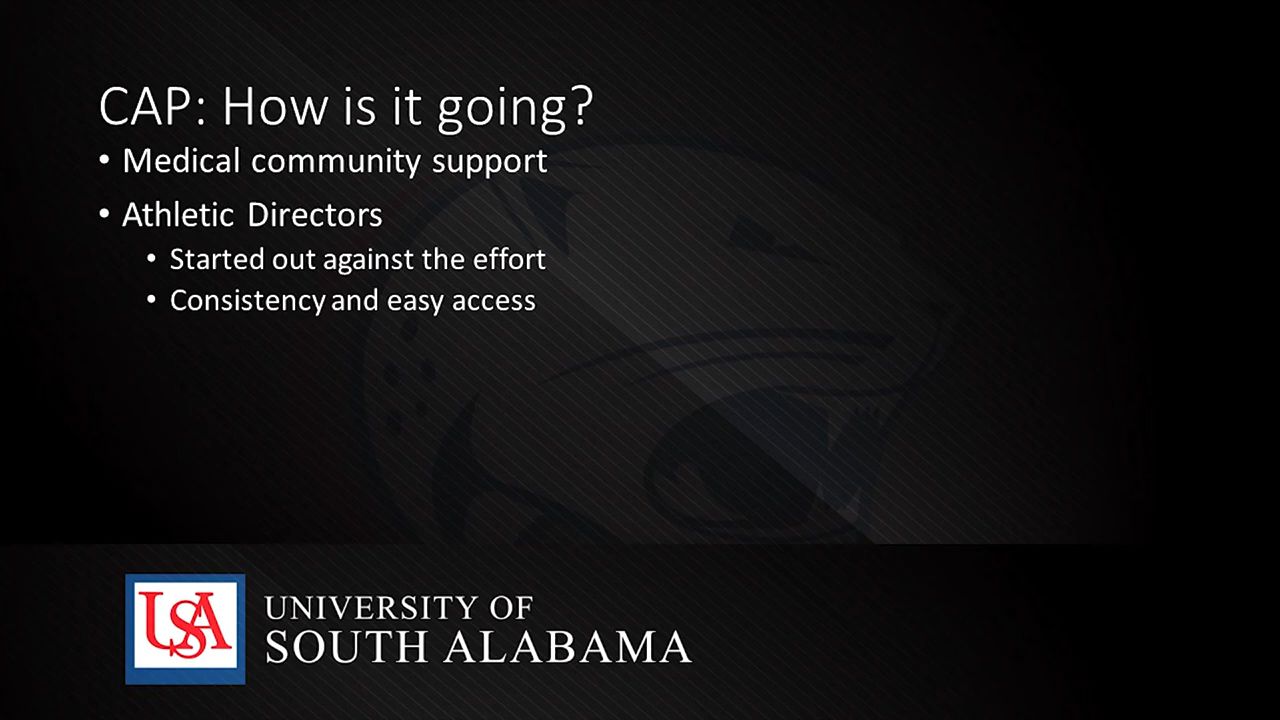 CAP: How is it going?
• Medical community support
• Athletic Directors
• Started out against the effort
• Consistency and easy access
USA
UNIVERSITY OF
SOUTH ALABAMA